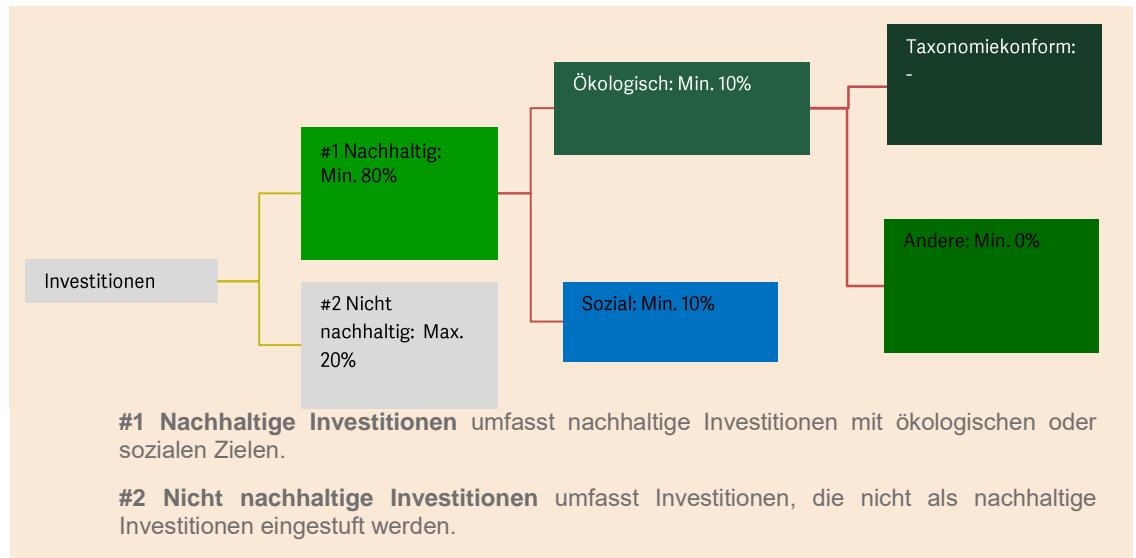 Taxonomiekonform:
-
Ökologisch: Min. 10%
#1 Nachhaltig:
Min. 80%
Andere: Min. 0%
Investitionen
#2 Nicht
nachhaltig: Max.
20%
Sozial: Min. 10%
#1 Nachhaltige Investitionen umfasst nachhaltige Investitionen mit ökologischen oder
sozialen Zielen.
#2 Nicht nachhaltige Investitionen umfasst Investitionen, die nicht als nachhaltige
Investitionen eingestuft werden.